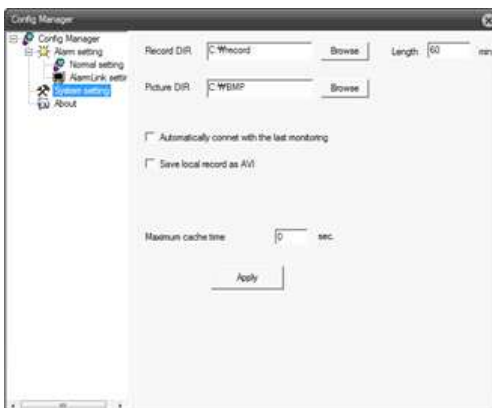 Config Manager
Config Manager
Alarm setting
Normal setting
AlarmLink settir
System setting
About
Record DIR C:₩record Browse Length 60 min
Picture DIR C:₩BMP Browse
Automatically connet with the last monitoring
Save local record as AVI
Maximum cache time 0 sec.
Apply